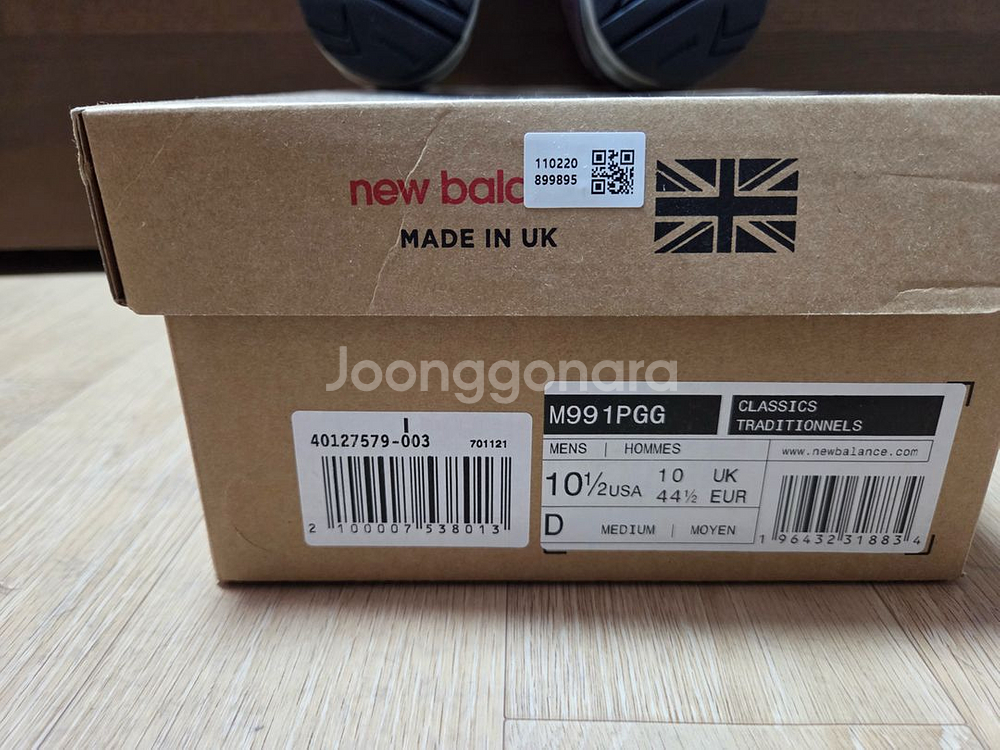 110220
899895
new bala
MADE IN UK
Joonggonara
I
40127579-003 701121
2 100007 538013
M991PGG
CLASSICS
TRADITIONNELS
MENS | HOMMES
www.newbalance.com
10½USA
10 UK
44½ EUR
D MEDIUM | MOYEN
1 96432 31883 4